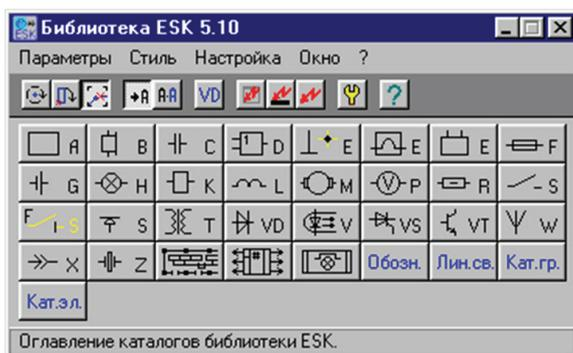 Библиотека ESK 5.10
Параметры Стиль Настройка Окно ?
→A A-A VD ?
A B C 1 D E E E F
G H K L M V P R S
F S S T VD V VS VT W
X Z Обозн. Лин.св. Кат.гр.
Кат.эл.
Оглавление каталогов библиотеки ESK.